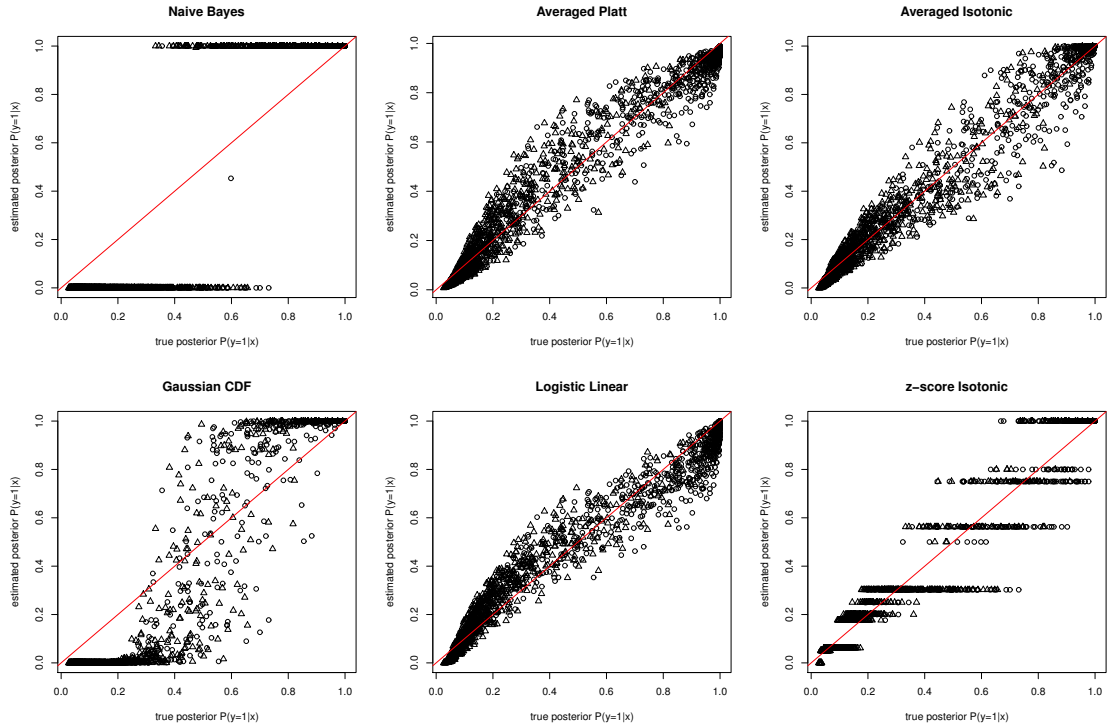 Naive Bayes
estimated posterior P(y=1|x)
0.0 0.2 0.4 0.6 0.8 1.0
0.0 0.2 0.4 0.6 0.8 1.0
true posterior P(y=1|x)
Averaged Platt
estimated posterior P(y=1|x)
0.0 0.2 0.4 0.6 0.8 1.0
0.0 0.2 0.4 0.6 0.8 1.0
true posterior P(y=1|x)
Averaged Isotonic
estimated posterior P(y=1|x)
0.0 0.2 0.4 0.6 0.8 1.0
0.0 0.2 0.4 0.6 0.8 1.0
true posterior P(y=1|x)
Gaussian CDF
estimated posterior P(y=1|x)
0.0 0.2 0.4 0.6 0.8 1.0
0.0 0.2 0.4 0.6 0.8 1.0
true posterior P(y=1|x)
Logistic Linear
estimated posterior P(y=1|x)
0.0 0.2 0.4 0.6 0.8 1.0
0.0 0.2 0.4 0.6 0.8 1.0
true posterior P(y=1|x)
z−score Isotonic
estimated posterior P(y=1|x)
0.0 0.2 0.4 0.6 0.8 1.0
0.0 0.2 0.4 0.6 0.8 1.0
true posterior P(y=1|x)